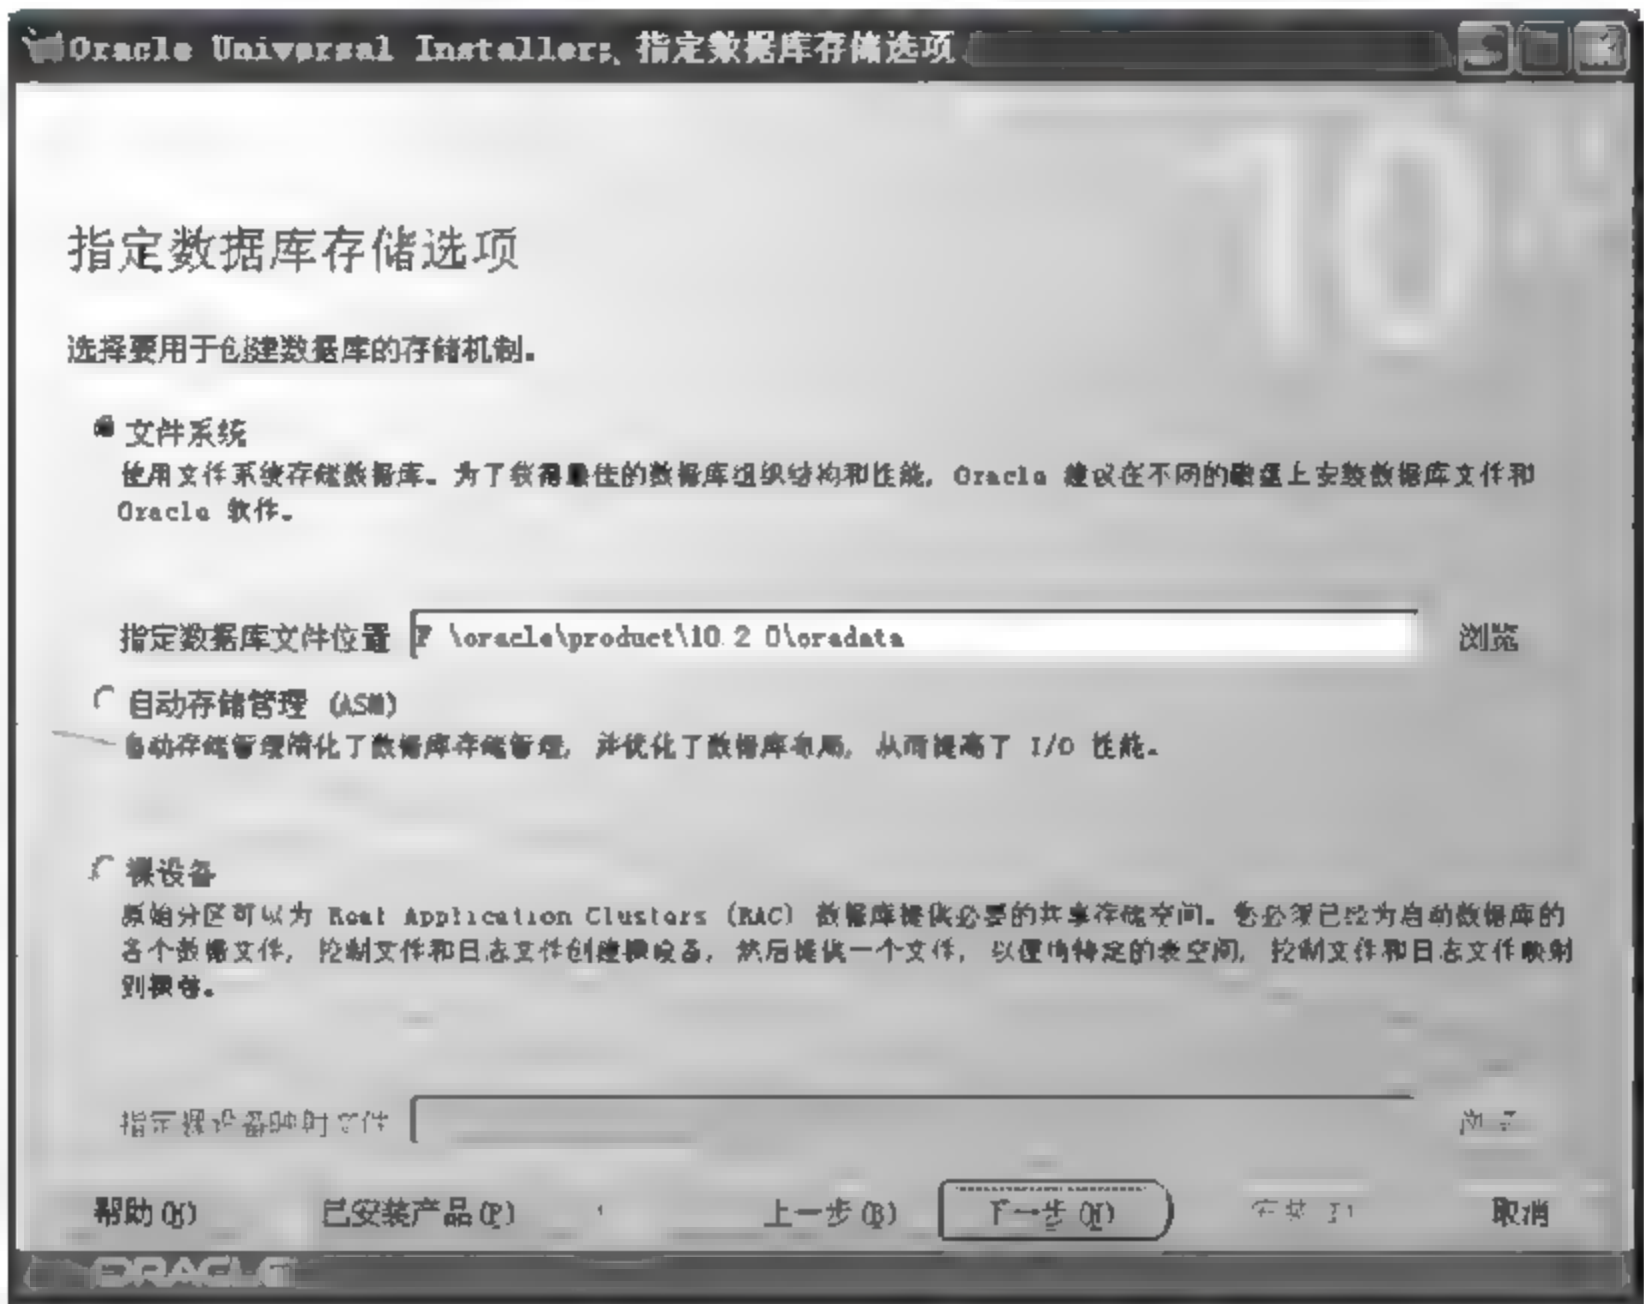 Oracle Universal Installer: 指定数据库存储选项
10
指定数据库存储选项
选择要用于创建数据库的存储机制。
文件系统
使用文件系统存储数据库。为了获得最佳的数据库组织结构和性能, Oracle 建议在不同的磁盘上安装数据库文件和
Oracle 软件。
指定数据库文件位置 F \oracle\product\10.2 0\oradata 浏览
自动存储管理 (ASM)
自动存储管理简化了数据库存储管理, 并优化了数据库布局, 从而提高了 I/O 性能。
裸设备
原始分区可以为 Real Application Clusters (RAC) 数据库提供必要的共享存储空间。您必须已经为启动数据库的
各个数据文件, 控制文件和日志文件创建裸设备, 然后提供一个文件, 以便将特定的表空间, 控制文件和日志文件映射
到裸卷。
指定裸设备映射文件
帮助(H) 已安装产品(P) 上一步(B) 下一步(N) 安装 取消
ORACLE